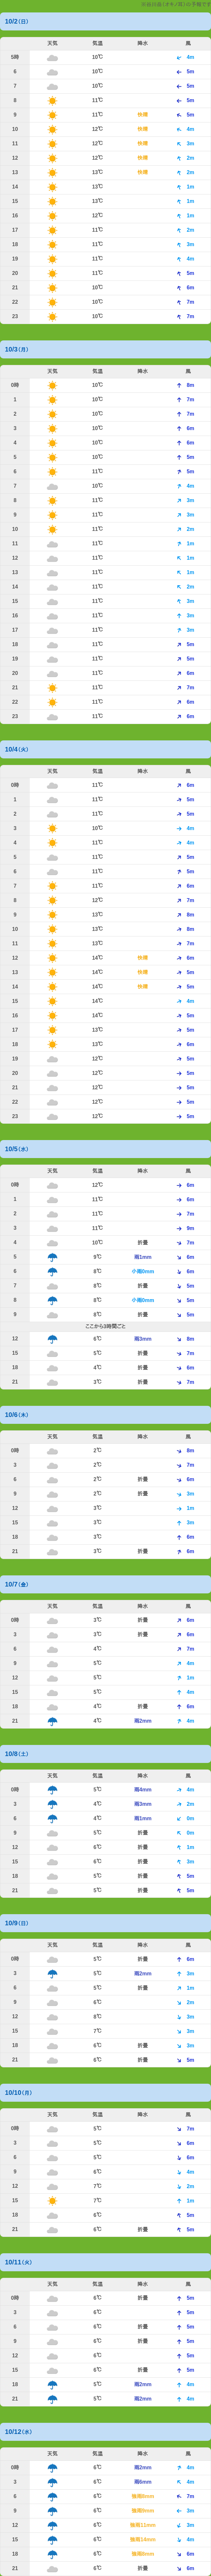 10/2(日)
天気 気温 降水 風
5時 10℃ 4m
6 10℃ 5m
7 10℃ 5m
8 11℃ 5m
9 11℃ 快晴 5m
10 12℃ 快晴 4m
11 12℃ 快晴 3m
12 12℃ 快晴 2m
13 13℃ 快晴 2m
14 13℃ 1m
15 13℃ 1m
16 12℃ 1m
17 11℃ 2m
18 11℃ 3m
19 11℃ 4m
20 11℃ 5m
21 10℃ 6m
22 10℃ 7m
23 10℃ 7m
10/3(月)
天気 気温 降水 風
0時 10℃ 8m
1 10℃ 7m
2 10℃ 7m
3 10℃ 6m
4 10℃ 6m
5 10℃ 5m
6 11℃ 5m
7 10℃ 4m
8 11℃ 3m
9 11℃ 3m
10 11℃ 2m
11 11℃ 1m
12 11℃ 1m
13 11℃ 1m
14 11℃ 2m
15 11℃ 3m
16 11℃ 3m
17 11℃ 3m
18 11℃ 5m
19 11℃ 5m
20 11℃ 6m
21 11℃ 7m
22 11℃ 6m
23 11℃ 6m
10/4(火)
天気 気温 降水 風
0時 11℃ 6m
1 11℃ 5m
2 11℃ 5m
3 10℃ 4m
4 11℃ 4m
5 11℃ 5m
6 11℃ 5m
7 11℃ 6m
8 12℃ 7m
9 13℃ 8m
10 13℃ 8m
11 13℃ 7m
12 14℃ 快晴 6m
13 14℃ 快晴 5m
14 14℃ 快晴 5m
15 14℃ 4m
16 14℃ 5m
17 13℃ 5m
18 13℃ 6m
19 12℃ 5m
20 12℃ 5m
21 12℃ 5m
22 12℃ 5m
23 12℃ 5m
10/5(水)
天気 気温 降水 風
0時 12℃ 6m
1 11℃ 6m
2 11℃ 7m
3 11℃ 9m
4 10℃ 折畳 7m
5 9℃ 雨1mm 6m
6 8℃ 小雨0mm 6m
7 8℃ 折畳 5m
8 8℃ 小雨0mm 5m
9 8℃ 折畳 5m
ここから3時間ごと
12 6℃ 雨3mm 8m
15 5℃ 折畳 7m
18 4℃ 折畳 6m
21 3℃ 折畳 7m
10/6(木)
天気 気温 降水 風
0時 2℃ 8m
3 2℃ 7m
6 2℃ 折畳 6m
9 2℃ 折畳 3m
12 3℃ 1m
15 3℃ 3m
18 3℃ 6m
21 3℃ 折畳 6m
10/7(金)
天気 気温 降水 風
0時 3℃ 折畳 6m
3 3℃ 折畳 6m
6 4℃ 7m
9 5℃ 4m
12 5℃ 1m
15 5℃ 4m
18 4℃ 折畳 6m
21 4℃ 雨2mm 4m
10/8(土)
天気 気温 降水 風
0時 5℃ 雨4mm 4m
3 4℃ 雨3mm 2m
6 4℃ 雨1mm 0m
9 5℃ 折畳 0m
12 6℃ 折畳 1m
15 6℃ 折畳 3m
18 5℃ 折畳 5m
21 5℃ 折畳 5m
10/9(日)
天気 気温 降水 風
0時 5℃ 折畳 6m
3 5℃ 雨2mm 3m
6 5℃ 折畳 1m
9 6℃ 2m
12 8℃ 3m
15 7℃ 3m
18 6℃ 折畳 3m
21 6℃ 折畳 5m
10/10(月)
天気 気温 降水 風
0時 5℃ 7m
3 5℃ 6m
6 5℃ 6m
9 6℃ 4m
12 7℃ 2m
15 7℃ 1m
18 6℃ 5m
21 6℃ 折畳 5m
10/11(火)
天気 気温 降水 風
0時 6℃ 折畳 5m
3 6℃ 5m
6 6℃ 折畳 5m
9 6℃ 折畳 5m
12 6℃ 5m
15 6℃ 折畳 5m
18 5℃ 雨2mm 4m
21 5℃ 雨2mm 4m
10/12(水)
天気 気温 降水 風
0時 6℃ 雨2mm 4m
3 6℃ 雨6mm 4m
6 6℃ 強雨8mm 7m
9 6℃ 強雨9mm 3m
12 6℃ 強雨11mm 3m
15 6℃ 強雨14mm 4m
18 6℃ 強雨8mm 6m
21 6℃ 折畳 6m